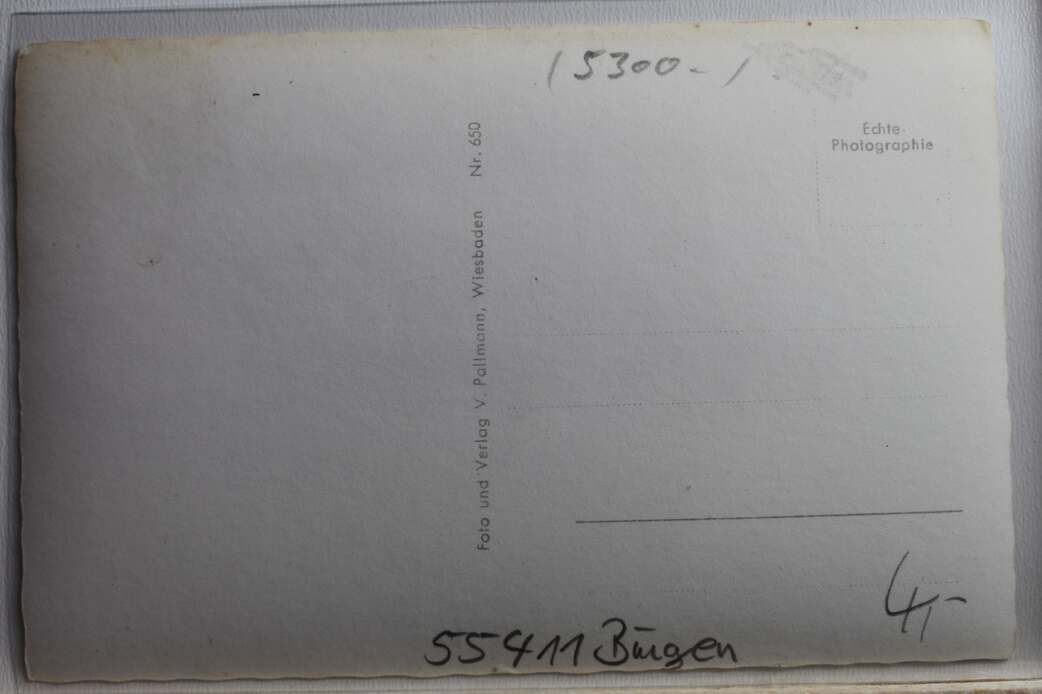 (5300-)
Echte
Photographie
Foto und Verlag V. Pallmann, Wiesbaden Nr. 650
4,-
55411 Bingen